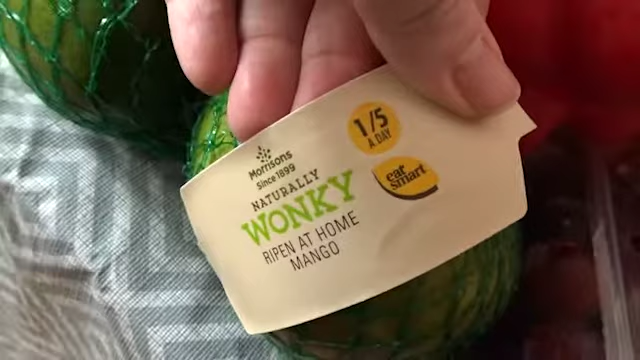 Morrisons
Since 1899
NATURALLY
WONKY
RIPEN AT HOME
MANGO
1/5
A DAY
eat
smart